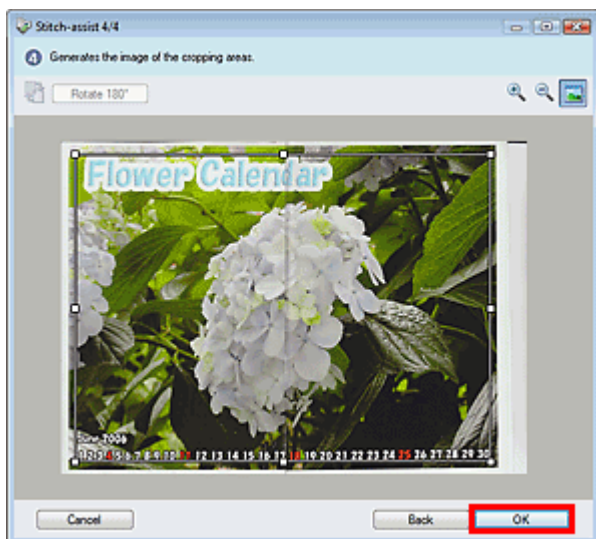 Stitch-assist 4/4
4 Generates the image of the cropping areas.
Rotate 180°
Flower Calendar
June 2006
1 2 3 4 5 6 7 8 9 10 11 12 13 14 15 16 17 18 19 20 21 22 23 24 25 26 27 28 29 30
Cancel Back OK